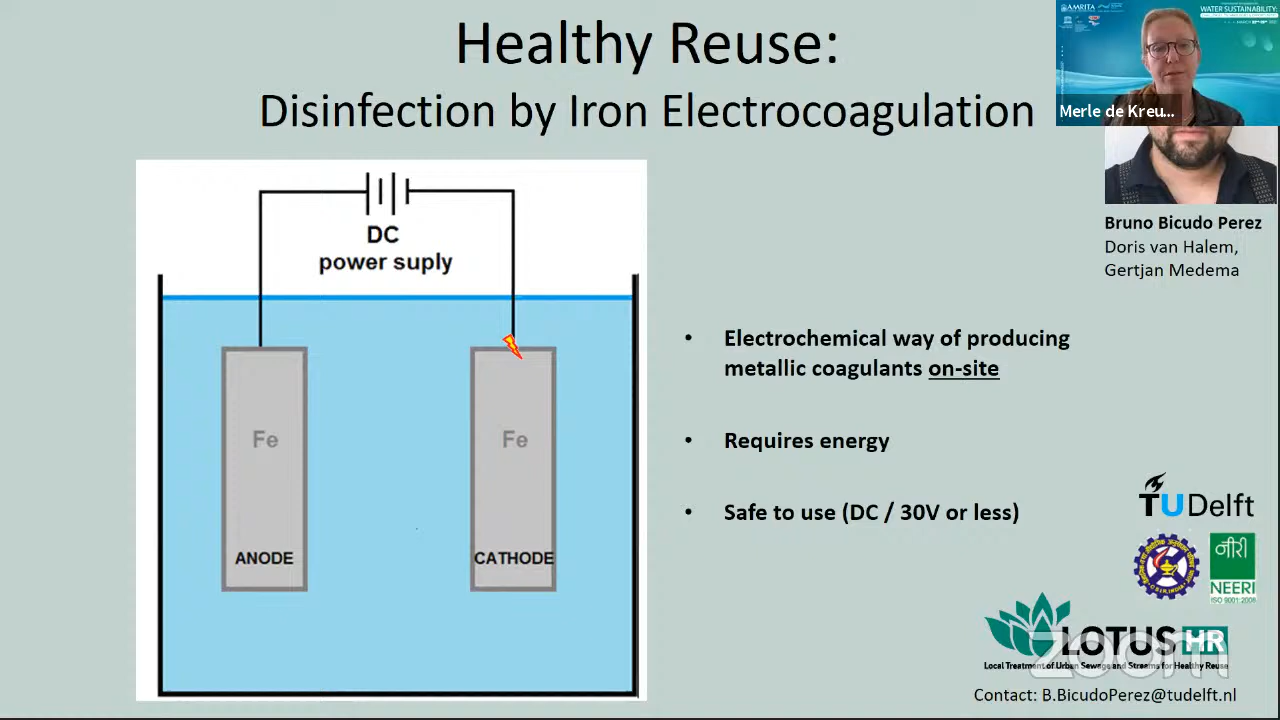 Healthy Reuse:
Disinfection by Iron Electrocoagulation
AMRITA
WATER SUSTAINABILITY:
Merle de Kreu...
Bruno Bicudo Perez
Doris van Halem,
Gertjan Medema
DC
power suply
Fe
Fe
ANODE
CATHODE
• Electrochemical way of producing
metallic coagulants on-site
• Requires energy
• Safe to use (DC / 30V or less)
TUDelft
नीरी
NEERI
ISO 9001:2008
LOTUS HR
Local Treatment of Urban Sewage and Streams for Healthy Reuse
zoom
Contact: B.BicudoPerez@tudelft.nl